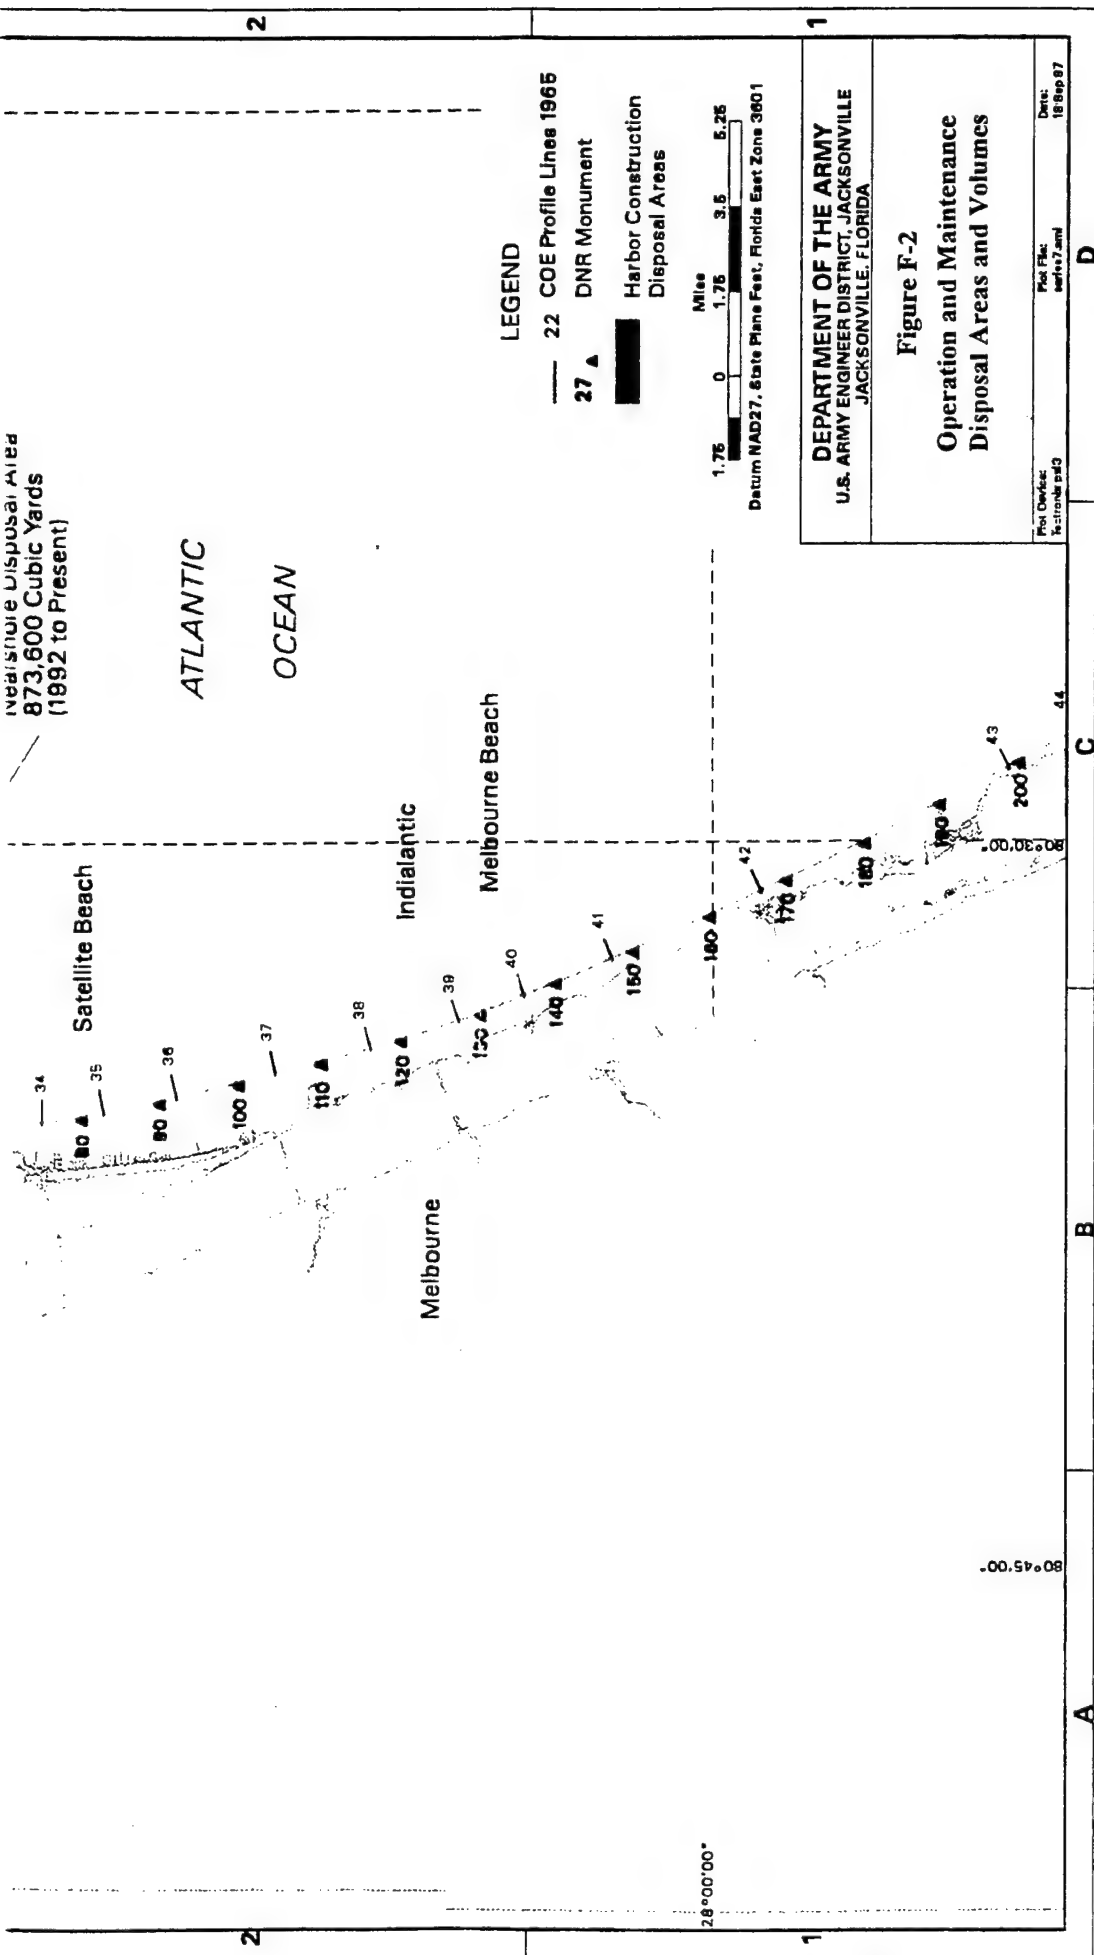 2
1
873,600 Cubic Yards
(1992 to Present)
ATLANTIC
OCEAN
Satellite Beach
Indialantic
Melbourne Beach
Melbourne
34
35
90
36
100
37
110
38
39
120
40
130
41
140
150
160
42
170
180
190
43
200
44
LEGEND
22 COE Profile Lines 1965
27 DNR Monument
Harbor Construction
Disposal Areas
Miles
1.75 0 1.75 3.5 5.25
Datum NAD27, State Plane Feet, Florida East Zone 3601
DEPARTMENT OF THE ARMY
U.S. ARMY ENGINEER DISTRICT, JACKSONVILLE
JACKSONVILLE, FLORIDA
Figure F-2
Operation and Maintenance
Disposal Areas and Volumes
Plot Device:
Plot File:
Date:
80°45'00"
80°30'00"
28°00'00"
2
1
A
B
C
D